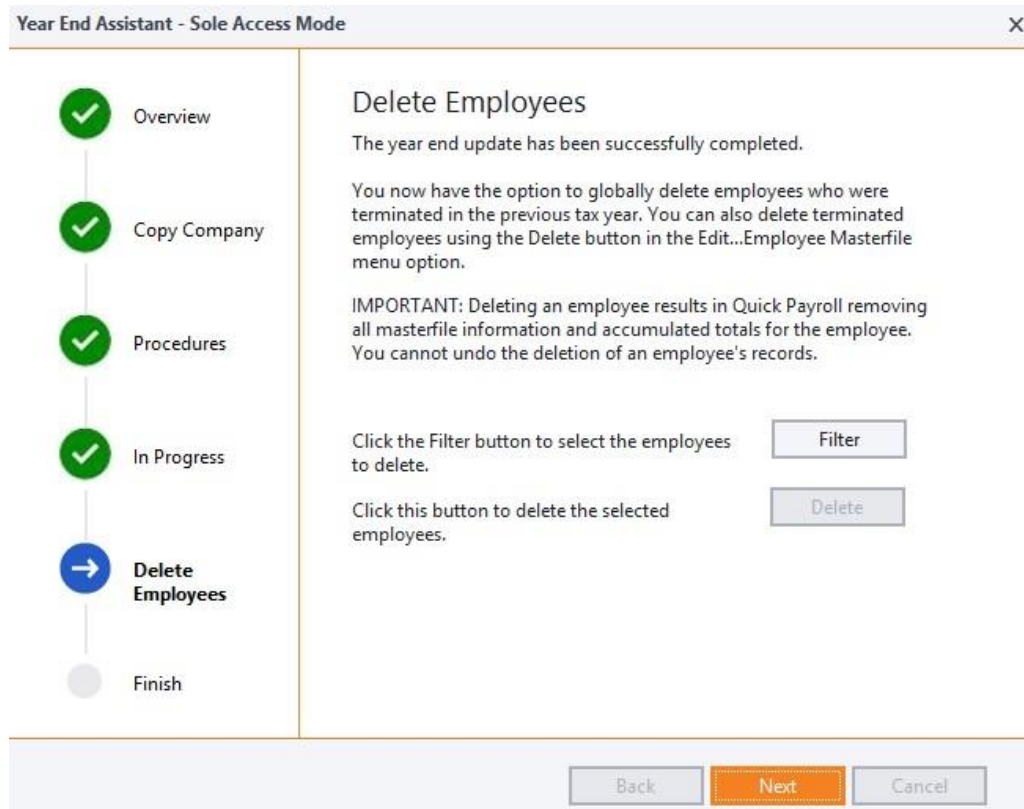 Year End Assistant - Sole Access Mode
Overview
Copy Company
Procedures
In Progress
Delete
Employees
Finish
Delete Employees
The year end update has been successfully completed.
You now have the option to globally delete employees who were
terminated in the previous tax year. You can also delete terminated
employees using the Delete button in the Edit...Employee Masterfile
menu option.
IMPORTANT: Deleting an employee results in Quick Payroll removing
all masterfile information and accumulated totals for the employee.
You cannot undo the deletion of an employee's records.
Click the Filter button to select the employees
to delete.
Filter
Click this button to delete the selected
employees.
Delete
Back
Next
Cancel